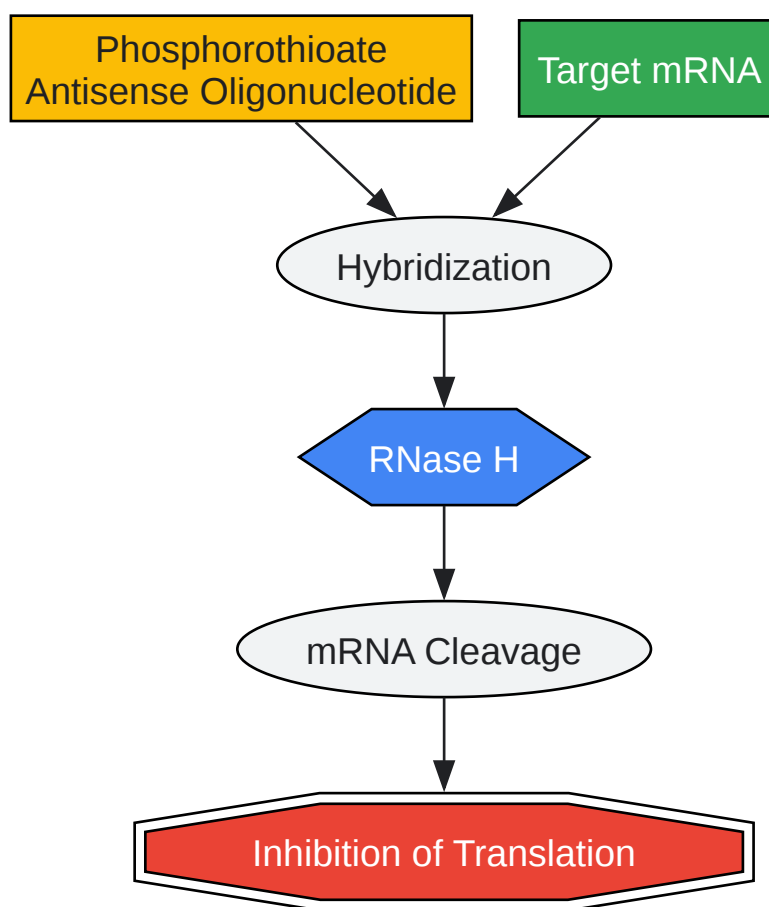 Phosphorothioate
Antisense Oligonucleotide
Target mRNA
Hybridization
RNase H
mRNA Cleavage
Inhibition of Translation